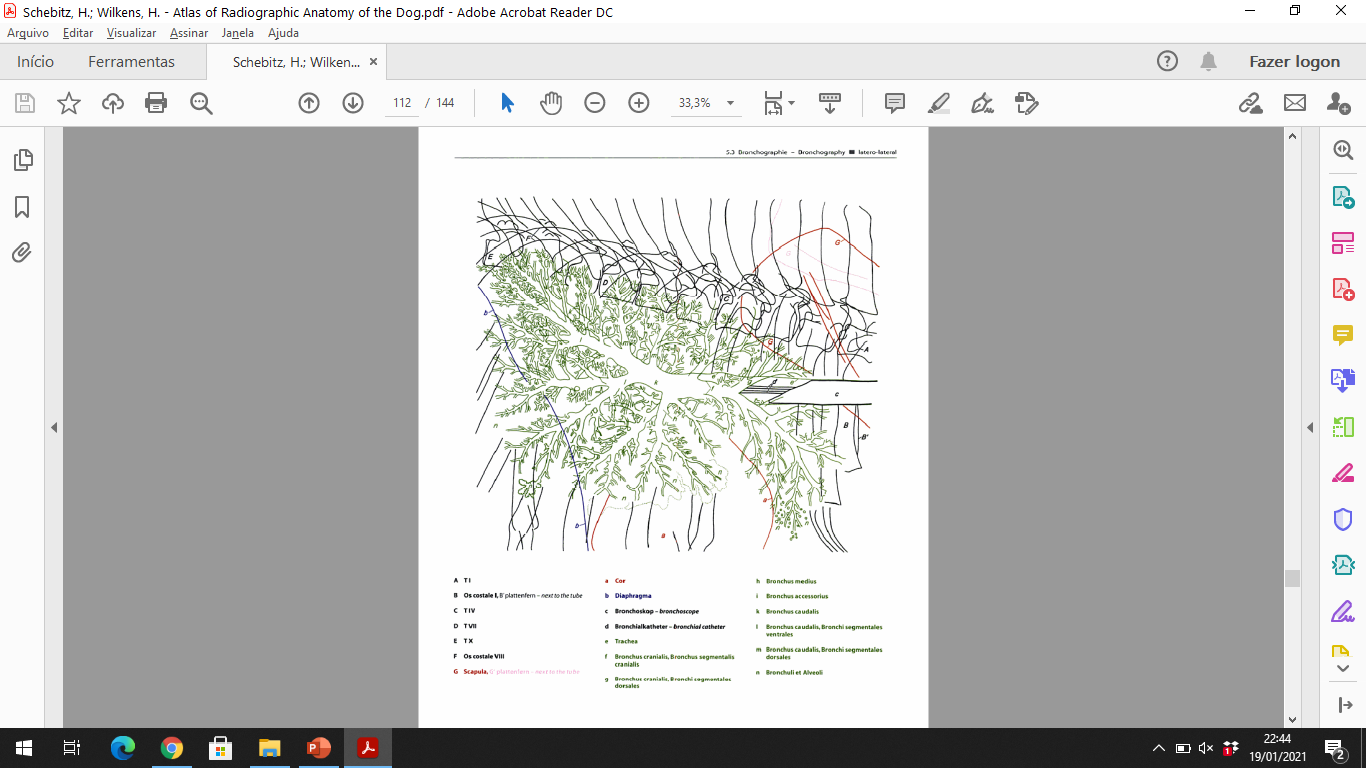 Schebitz, H.; Wilkens, H. - Atlas of Radiographic Anatomy of the Dog.pdf - Adobe Acrobat Reader DC
Arquivo Editar Visualizar Assinar Janela Ajuda
Início Ferramentas Schebitz, H.; Wilken... × Fazer logon
112 / 144 33,3%
5.3 Bronchographie – Bronchography ■ latero-lateral
G'
E
F
D
C
b
A
G
m
k
d
e
c
B
B'
n
n
n
n
a
b
a
A T I
B Os costale I, B' plattenfern – next to the tube
C T IV
D T VII
E T X
F Os costale VIII
G Scapula, G' plattenfern – next to the tube
a Cor
b Diaphragma
c Bronchoskop – bronchoscope
d Bronchialkatheter – bronchial catheter
e Trachea
f Bronchus cranialis, Bronchus segmentalis
cranialis
g Bronchus cranialis, Bronchi segmentales
dorsales
h Bronchus medius
i Bronchus accessorius
k Bronchus caudalis
l Bronchus caudalis, Bronchi segmentales
ventrales
m Bronchus caudalis, Bronchi segmentales
dorsales
n Bronchuli et Alveoli
1
22:44
19/01/2021
2